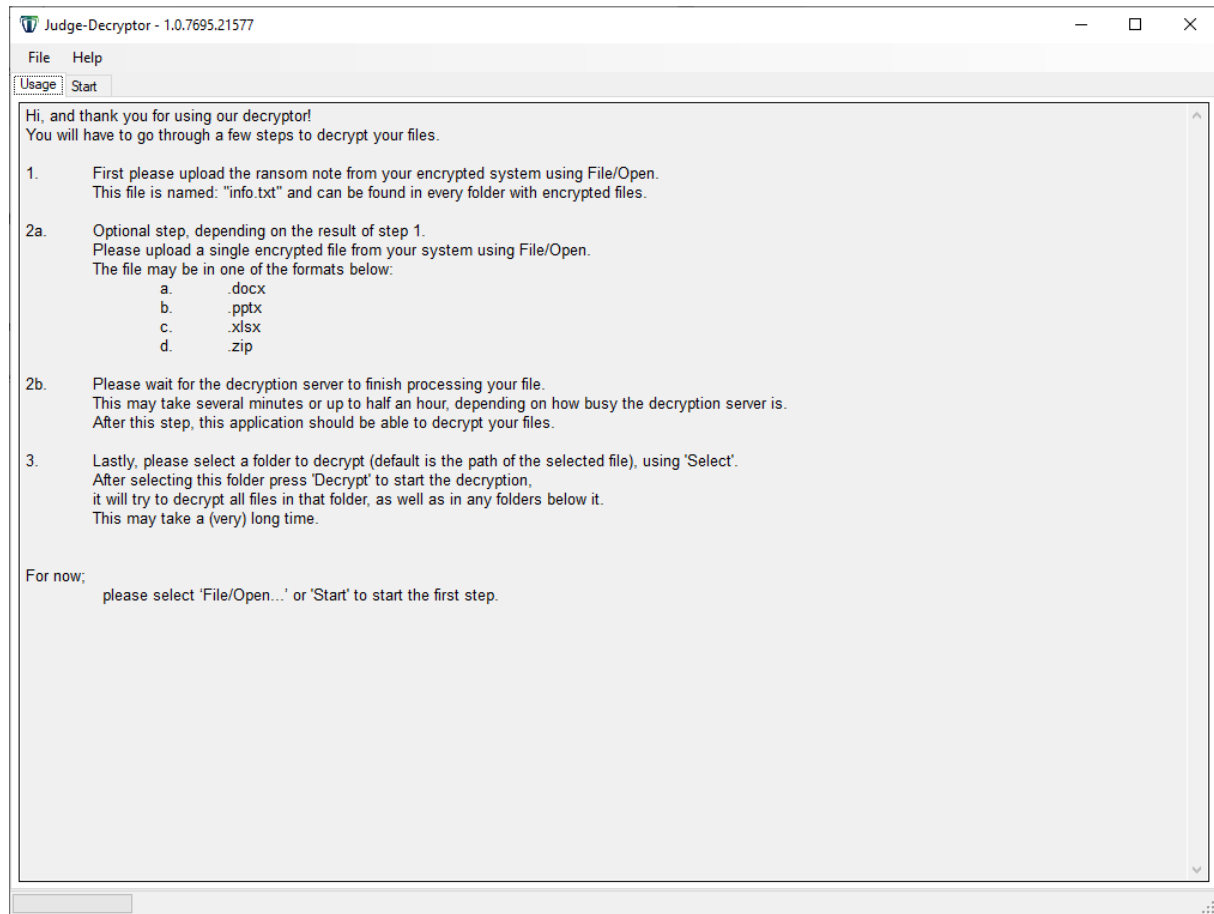 Judge-Decryptor - 1.0.7695.21577
File Help
Usage Start
Hi, and thank you for using our decryptor!
You will have to go through a few steps to decrypt your files.
1. First please upload the ransom note from your encrypted system using File/Open.
This file is named: "info.txt" and can be found in every folder with encrypted files.
2a. Optional step, depending on the result of step 1.
Please upload a single encrypted file from your system using File/Open.
The file may be in one of the formats below:
a. .docx
b. .pptx
c. .xlsx
d. .zip
2b. Please wait for the decryption server to finish processing your file.
This may take several minutes or up to half an hour, depending on how busy the decryption server is.
After this step, this application should be able to decrypt your files.
3. Lastly, please select a folder to decrypt (default is the path of the selected file), using 'Select'.
After selecting this folder press 'Decrypt' to start the decryption,
it will try to decrypt all files in that folder, as well as in any folders below it.
This may take a (very) long time.
For now;
please select ‘File/Open...’ or 'Start' to start the first step.